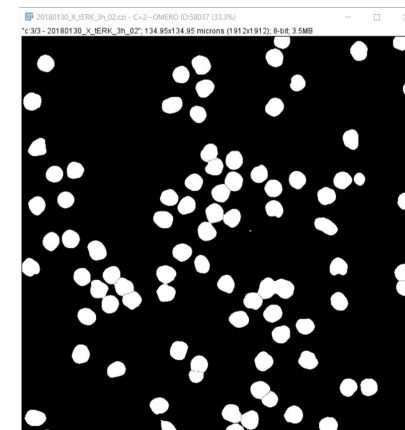 20180130_X_tERK_3h_02.czi - C=2--OMERO ID:58037 (33.3%)
"c:3/3 - 20180130_X_tERK_3h_02"; 134.95x134.95 microns (1912x1912); 8-bit; 3.5MB